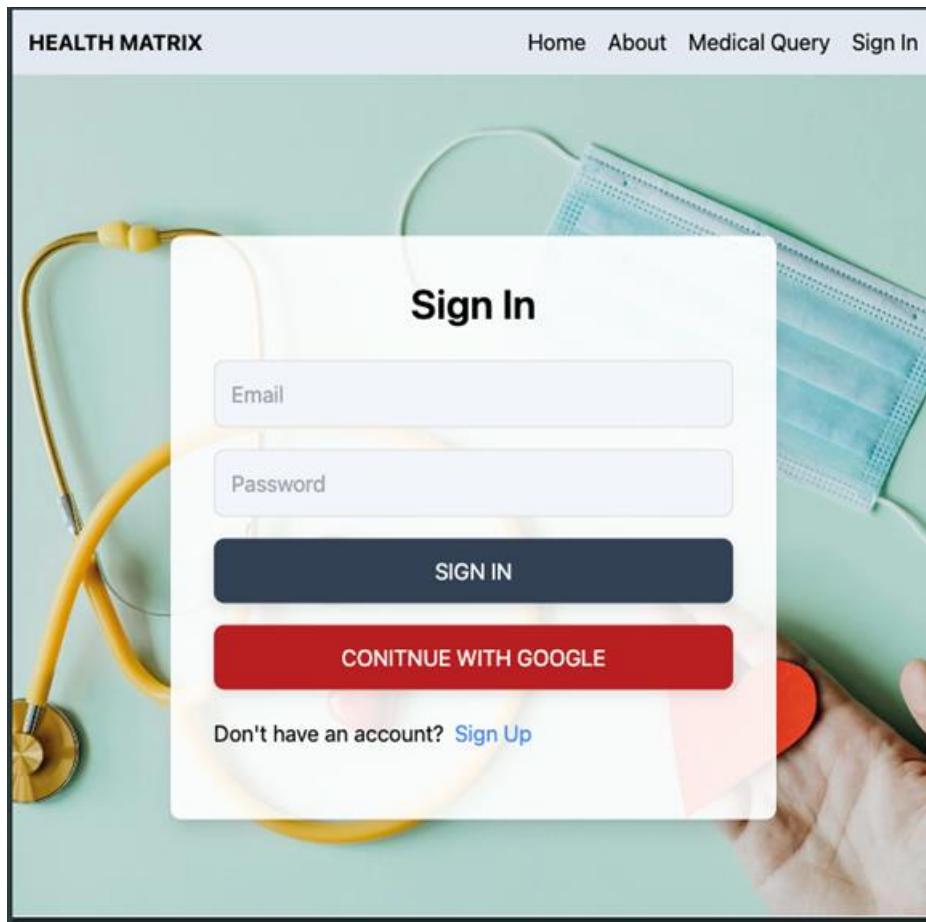 HEALTH MATRIX Home About Medical Query Sign In
Sign In
Email
Password
SIGN IN
CONITNUE WITH GOOGLE
Don't have an account? Sign Up